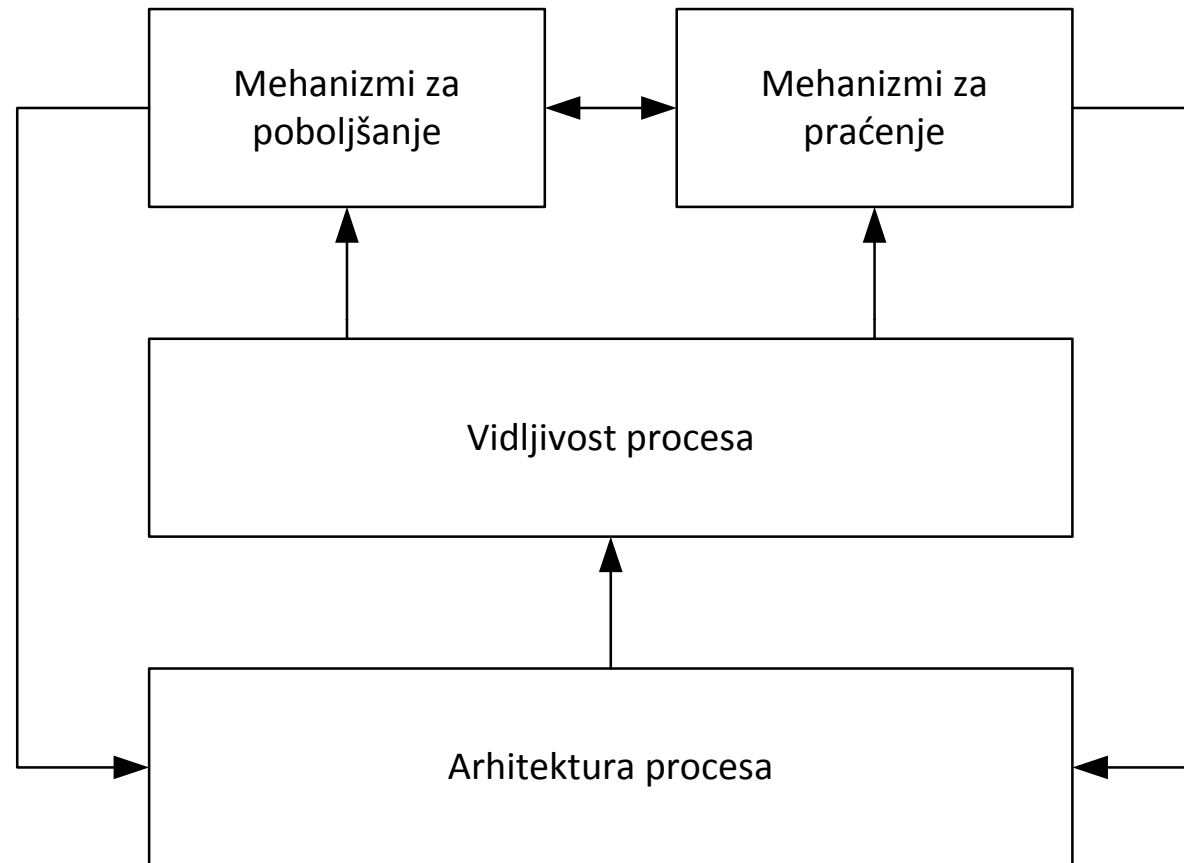 Mehanizmi za
poboljšanje
Mehanizmi za
praćenje
Vidljivost procesa
Arhitektura procesa